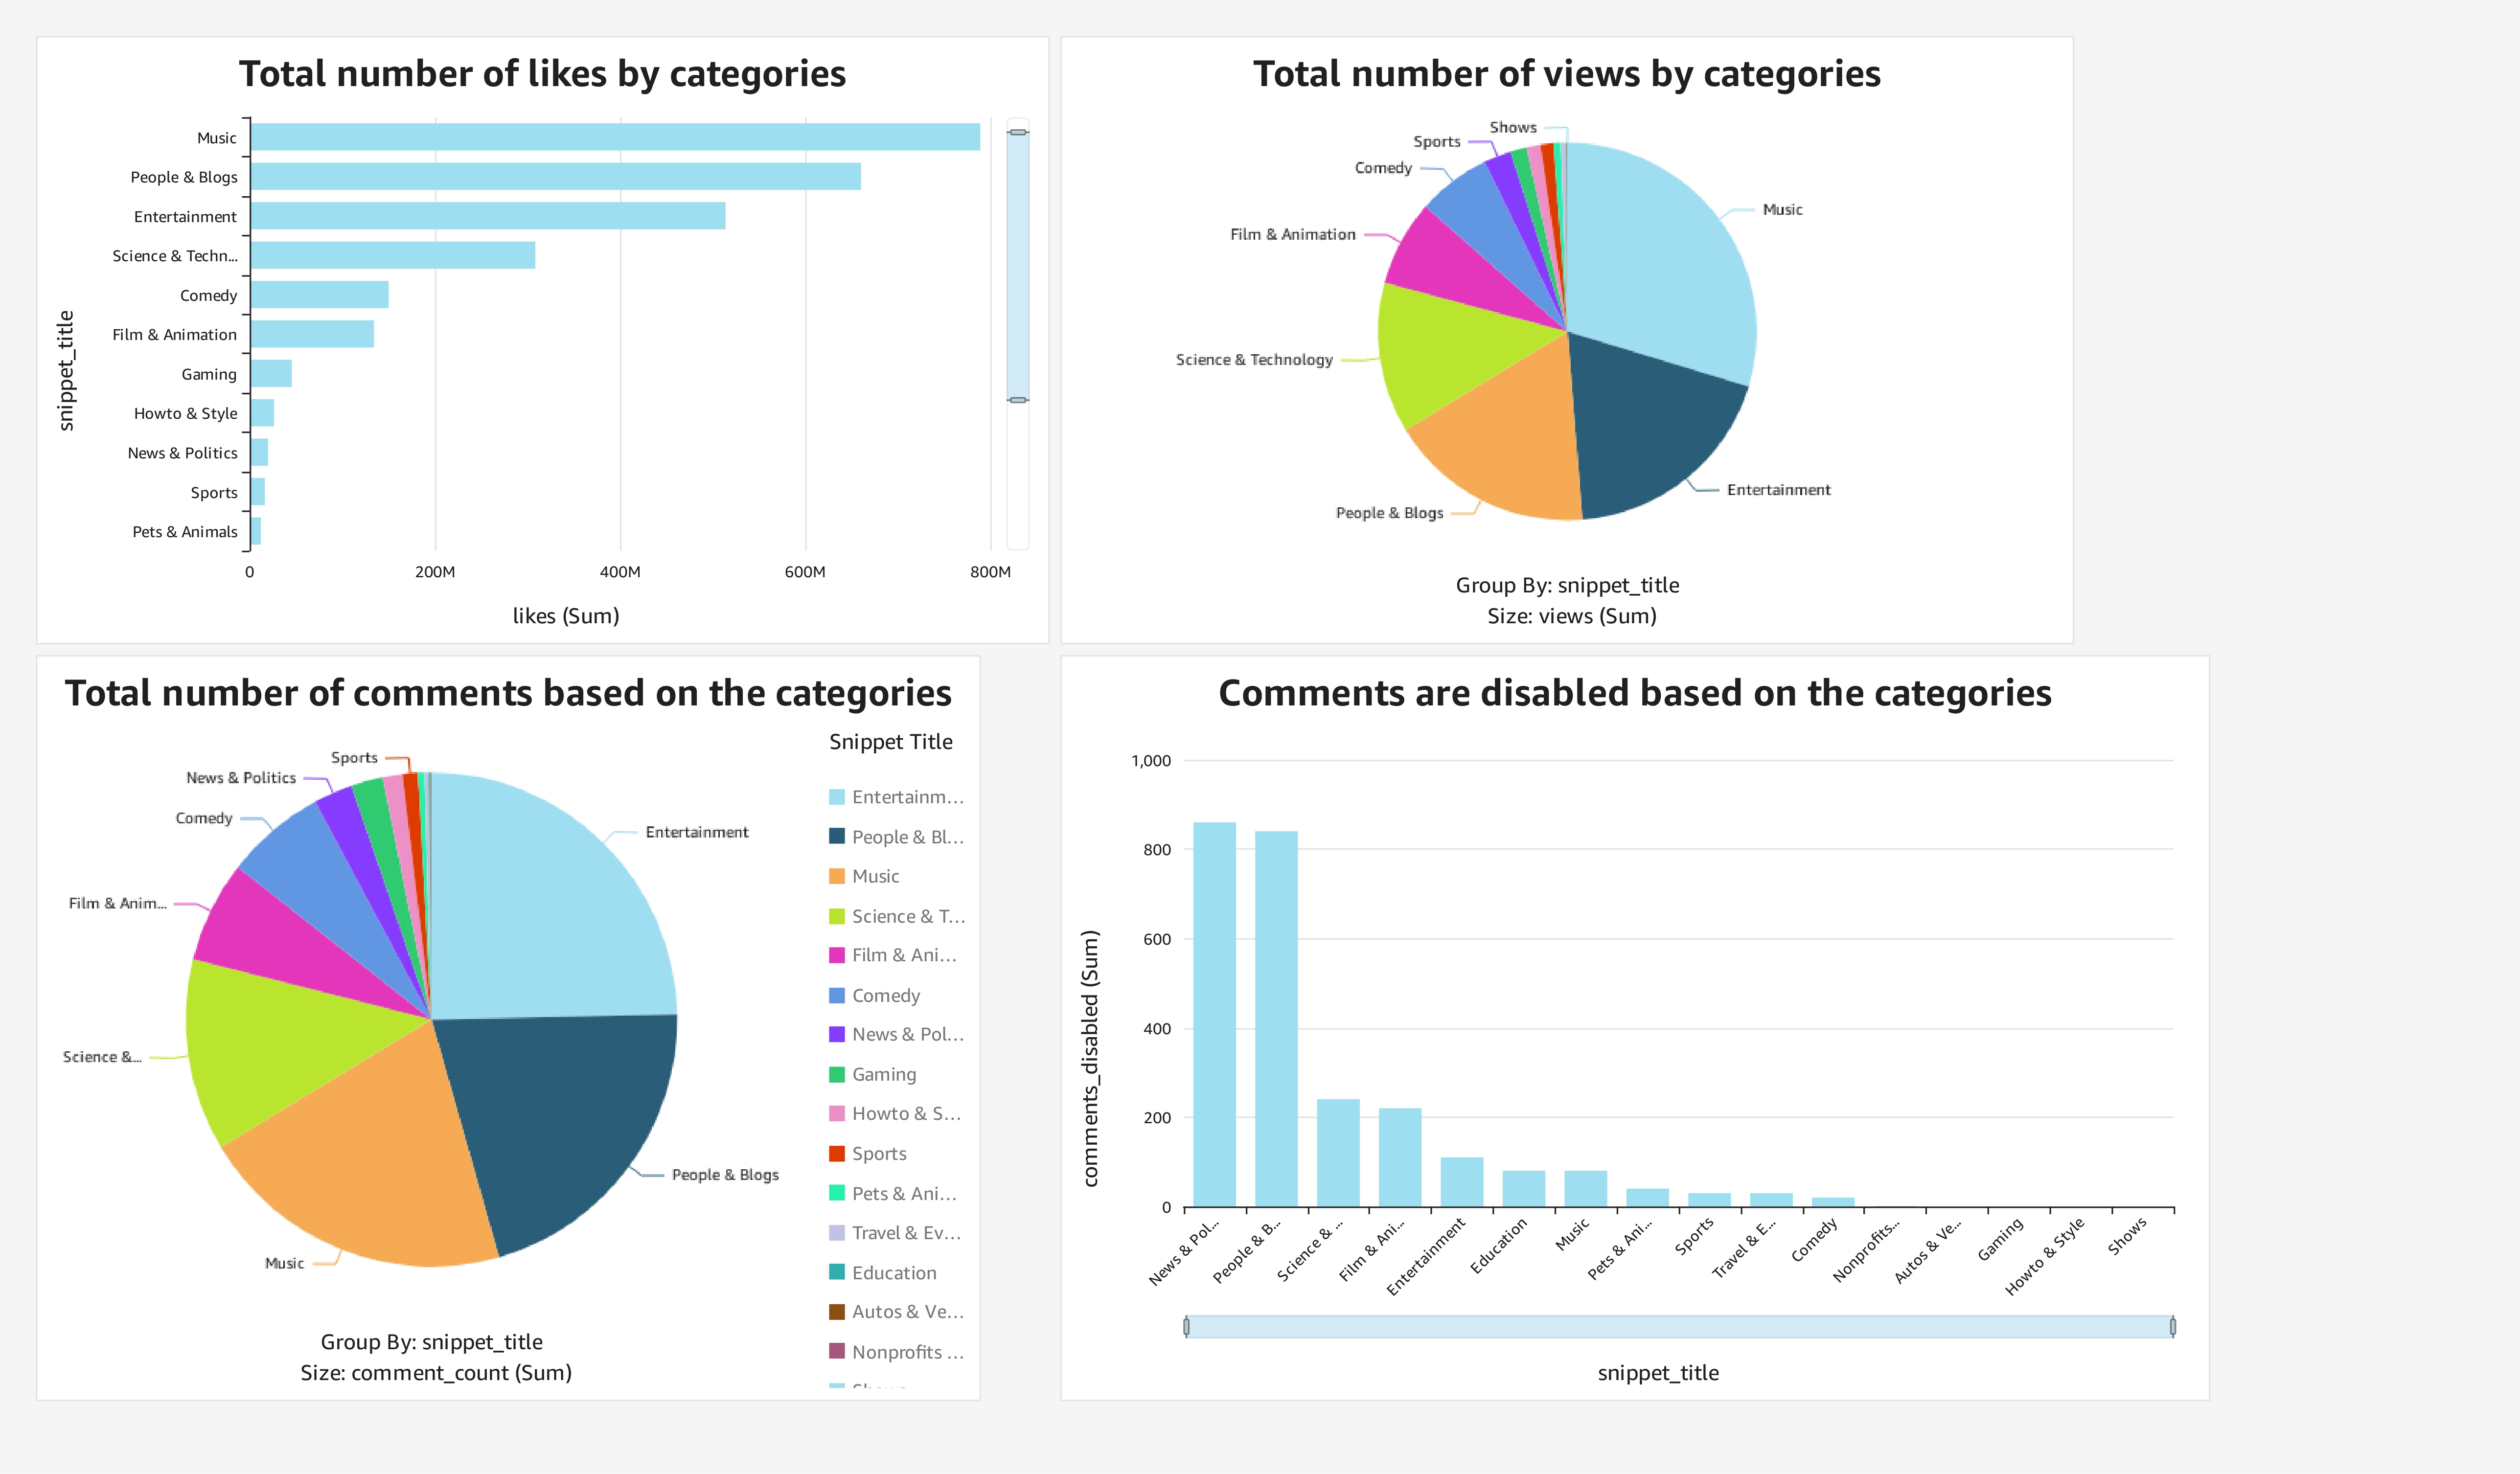 Total number of likes by categories
snippet_title
Music
People & Blogs
Entertainment
Science & Techn...
Comedy
Film & Animation
Gaming
Howto & Style
News & Politics
Sports
Pets & Animals
0 200M 400M 600M 800M
likes (Sum)
Total number of views by categories
Shows
Sports
Comedy
Music
Film & Animation
Science & Technology
Entertainment
People & Blogs
Group By: snippet_title
Size: views (Sum)
Total number of comments based on the categories
Sports
News & Politics
Comedy
Entertainment
Film & Anim...
Science &...
People & Blogs
Music
Group By: snippet_title
Size: comment_count (Sum)
Snippet Title
Entertainm...
People & Bl...
Music
Science & T...
Film & Ani...
Comedy
News & Pol...
Gaming
Howto & S...
Sports
Pets & Ani...
Travel & Ev...
Education
Autos & Ve...
Nonprofits ...
Comments are disabled based on the categories
comments_disabled (Sum)
1,000
800
600
400
200
0
News & Pol...
People & B...
Science & ...
Film & Ani...
Entertainment
Education
Music
Pets & Ani...
Sports
Travel & E...
Comedy
Nonprofits...
Autos & Ve...
Gaming
Howto & Style
Shows
snippet_title